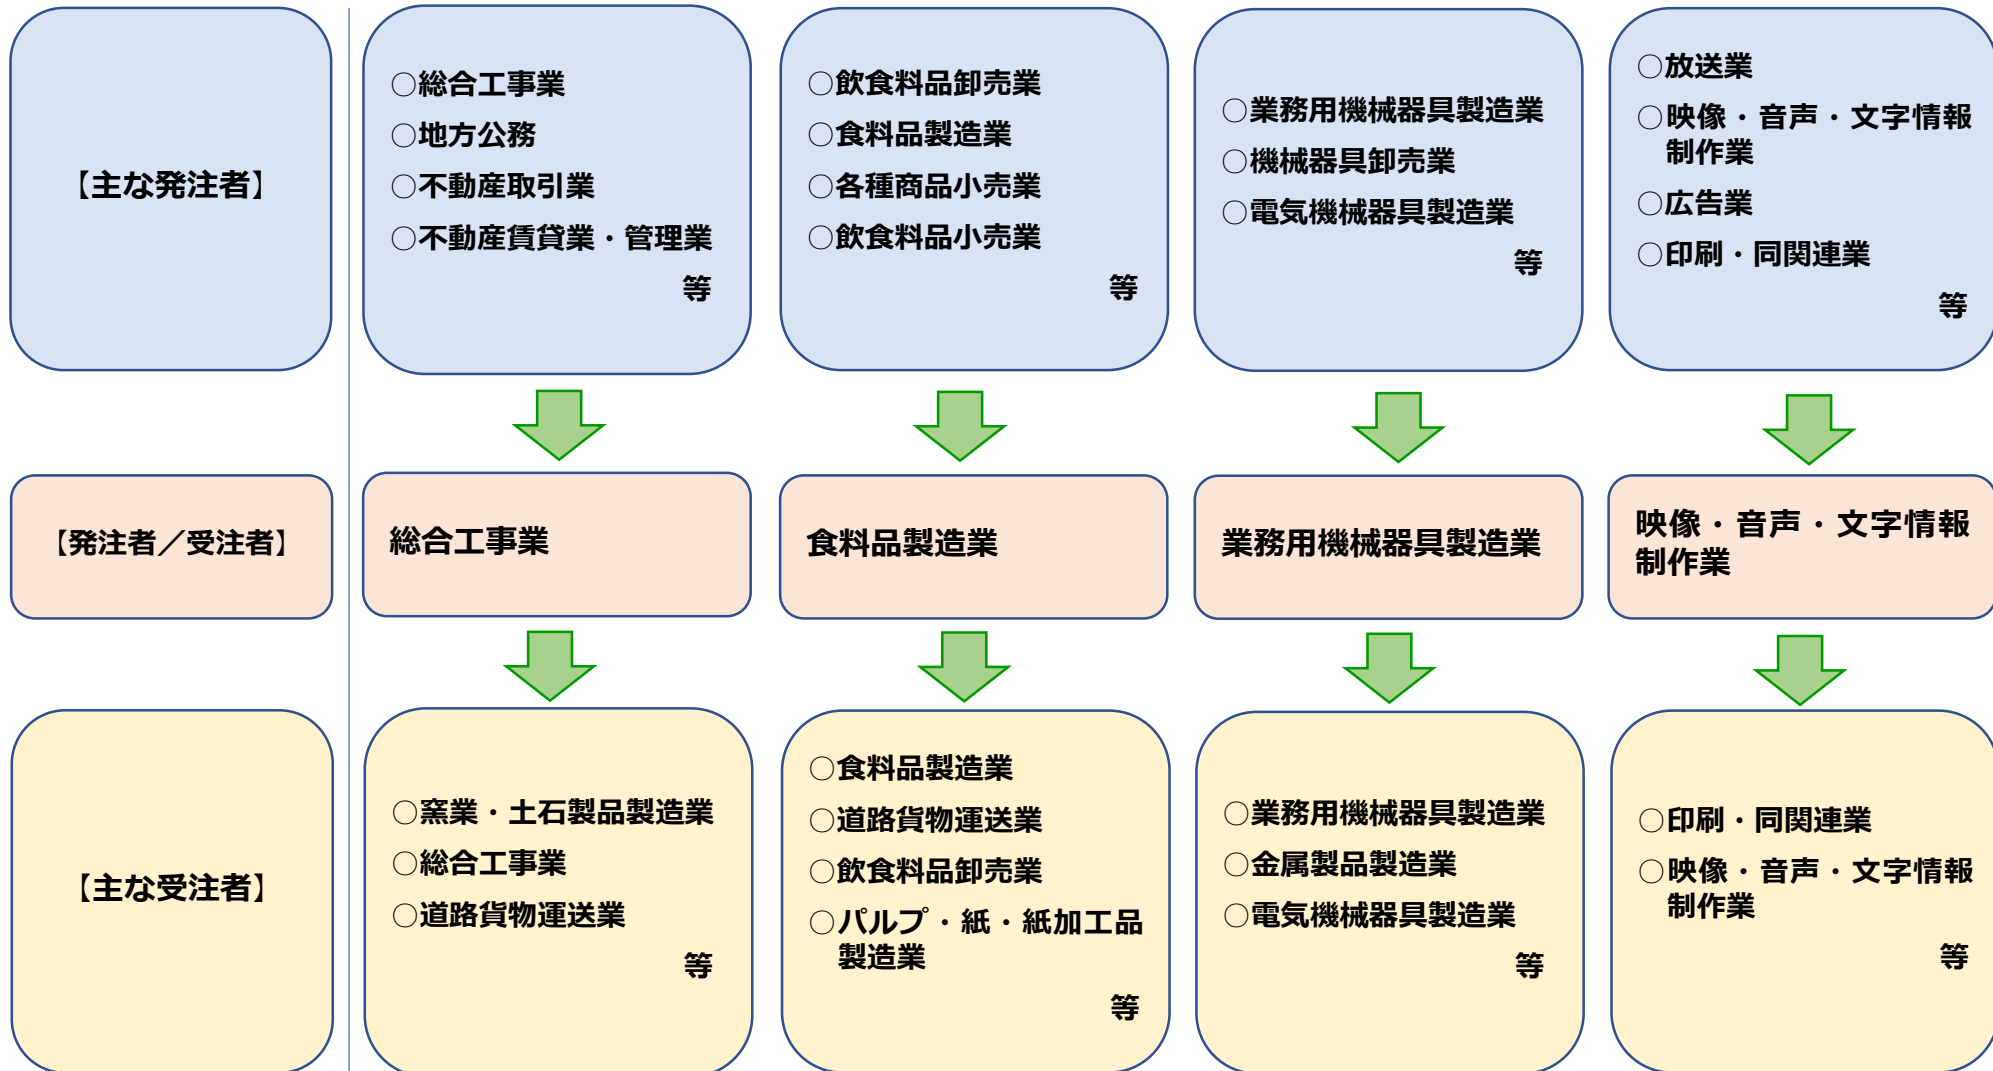 【主な発注者】
○総合工事業
○地方公務
○不動産取引業
○不動産賃貸業・管理業
等
○飲食料品卸売業
○食料品製造業
○各種商品小売業
○飲食料品小売業
等
○業務用機械器具製造業
○機械器具卸売業
○電気機械器具製造業
等
○放送業
○映像・音声・文字情報
制作業
○広告業
○印刷・同関連業
等
【発注者／受注者】
総合工事業
食料品製造業
業務用機械器具製造業
映像・音声・文字情報
制作業
【主な受注者】
○窯業・土石製品製造業
○総合工事業
○道路貨物運送業
等
○食料品製造業
○道路貨物運送業
○飲食料品卸売業
○パルプ・紙・紙加工品
製造業
等
○業務用機械器具製造業
○金属製品製造業
○電気機械器具製造業
等
○印刷・同関連業
○映像・音声・文字情報
制作業
等